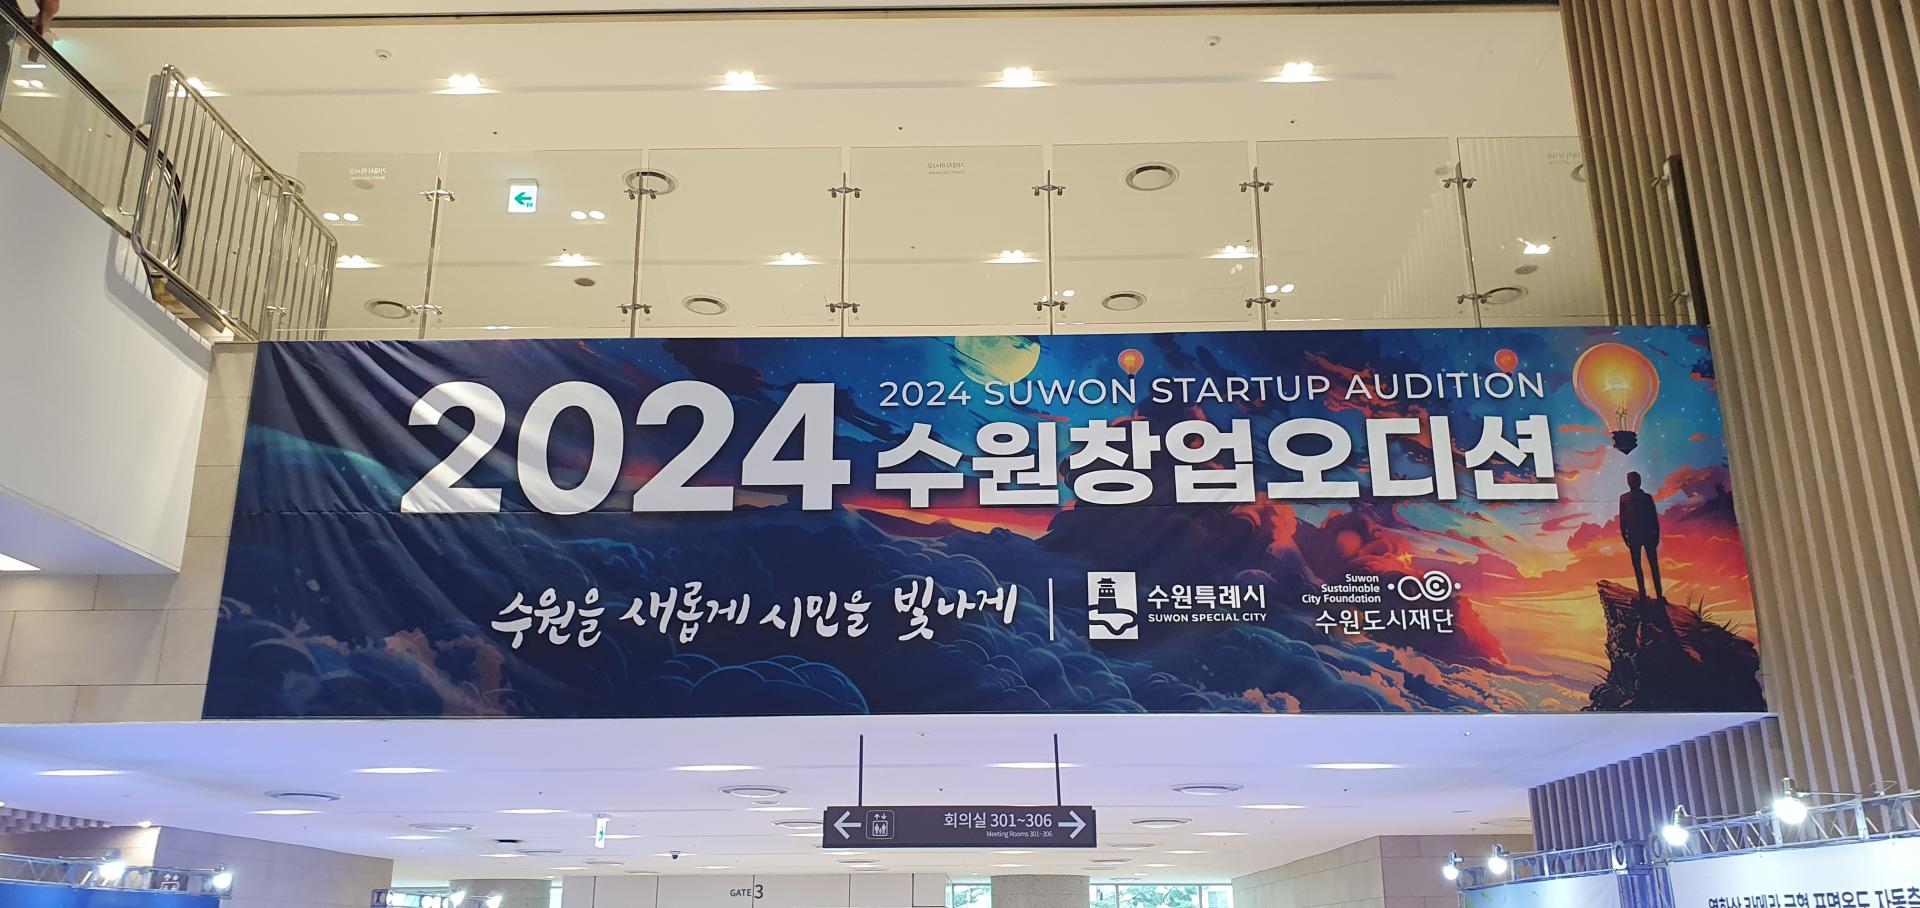 2024 SUWON STARTUP AUDITION
2024 수원창업오디션
수원을 새롭게 시민을 빛나게
수원특례시
SUWON SPECIAL CITY
Suwon
Sustainable
City Foundation
수원도시재단
회의실 301~306
Meeting Rooms 301~306
GATE 3